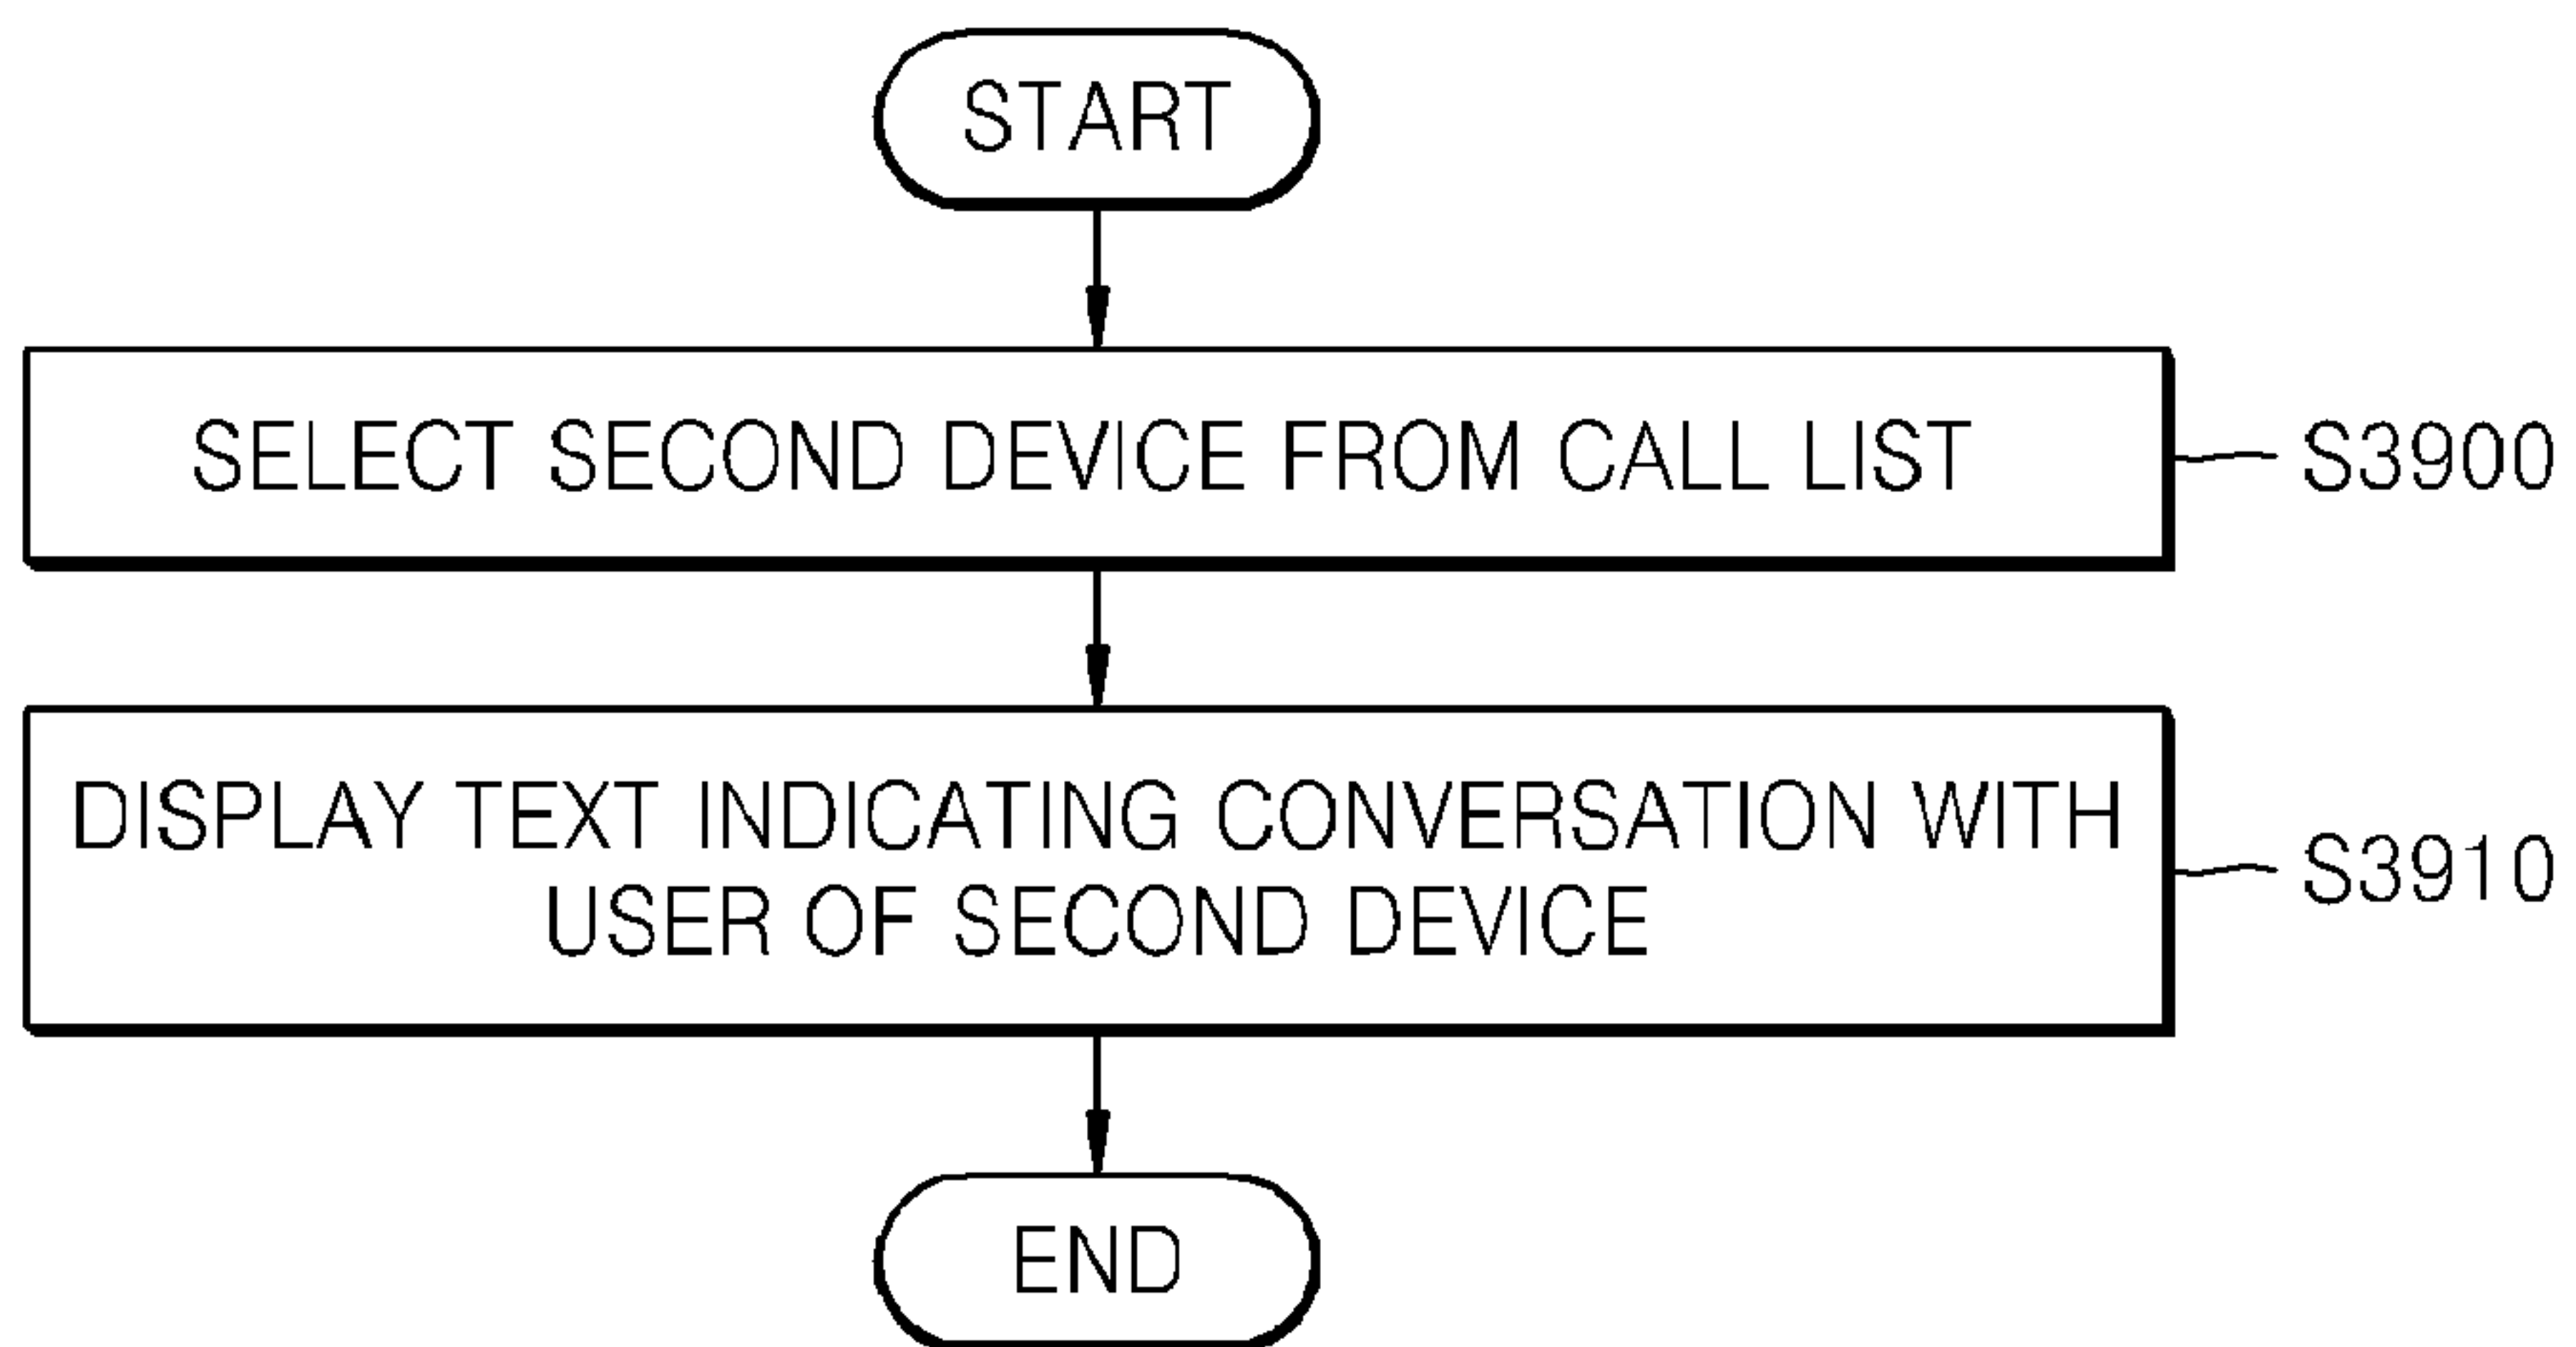 START
SELECT SECOND DEVICE FROM CALL LIST
S3900
DISPLAY TEXT INDICATING CONVERSATION WITH
USER OF SECOND DEVICE
S3910
END